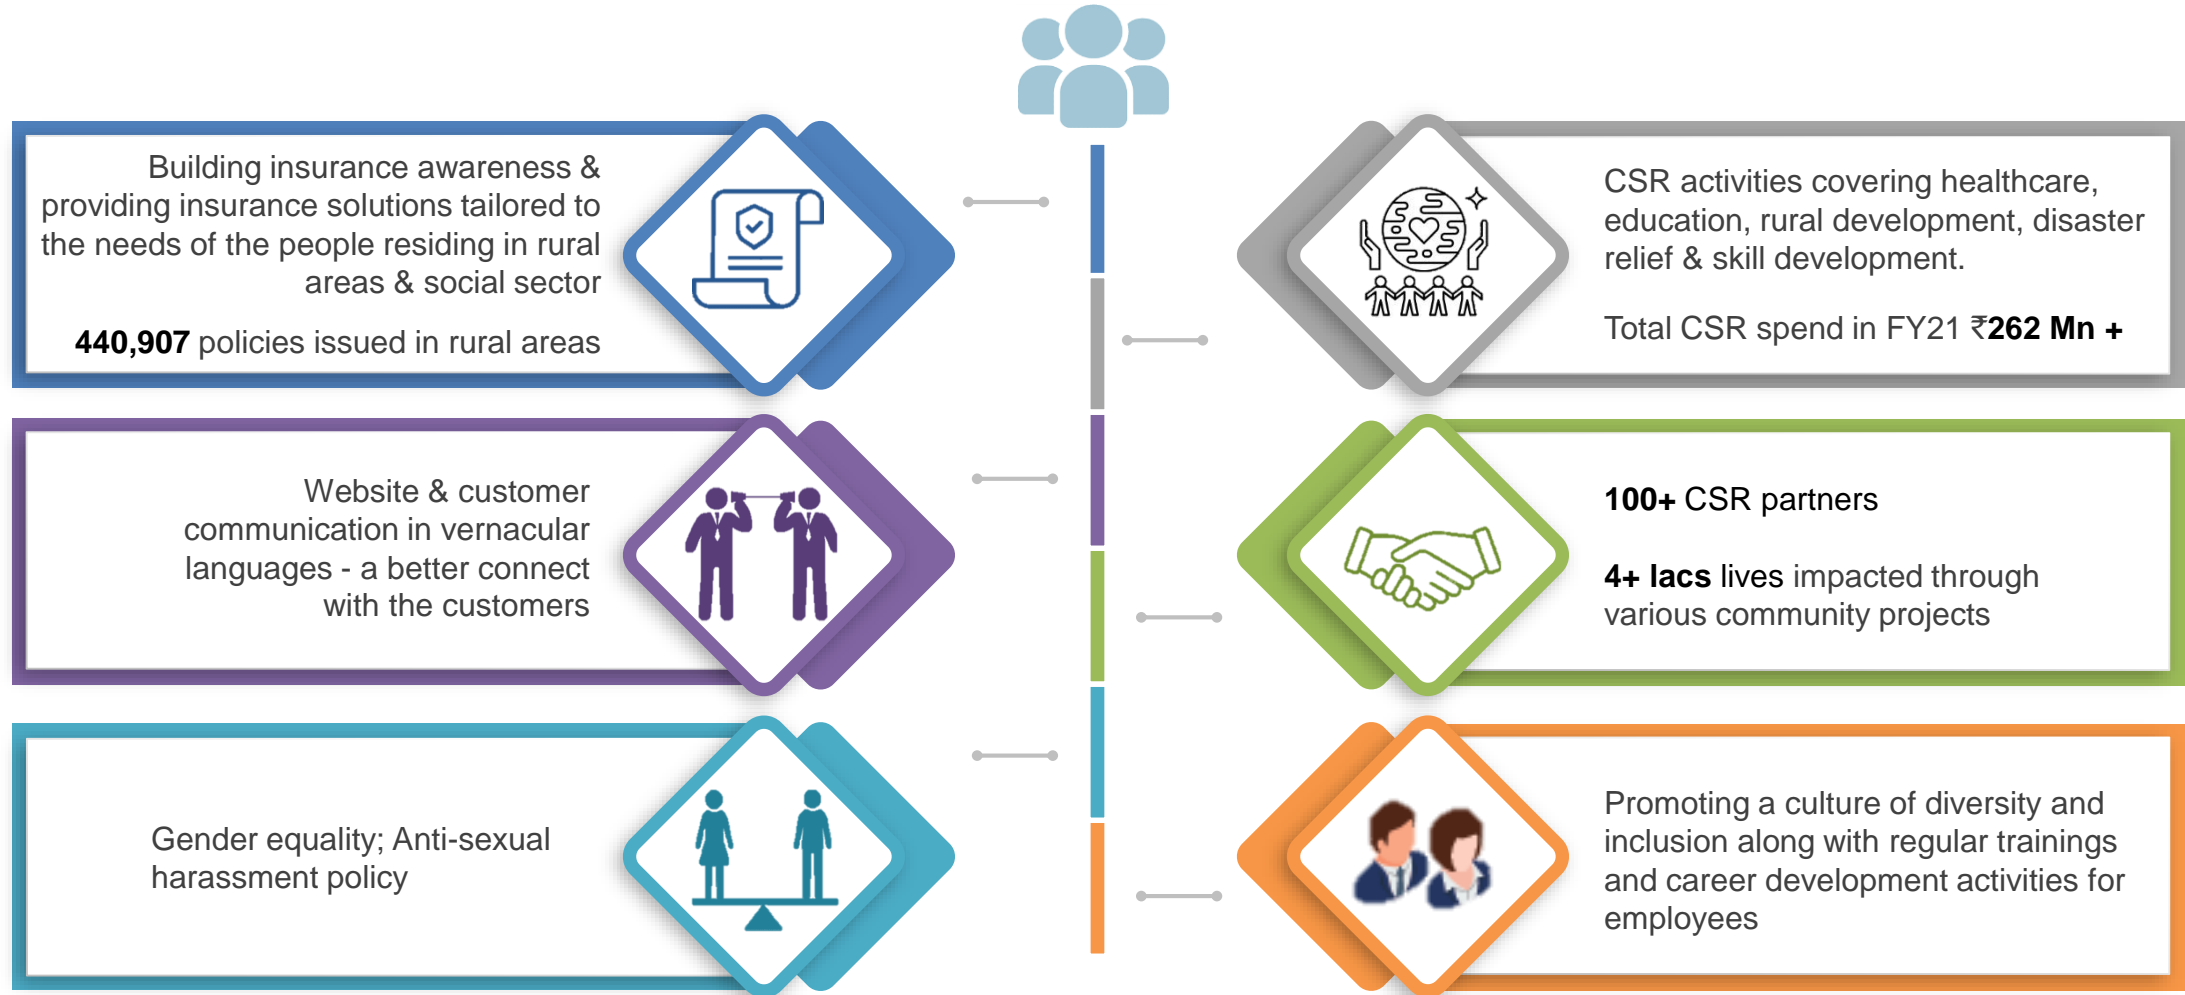 Building insurance awareness &
providing insurance solutions tailored to
the needs of the people residing in rural
areas & social sector
440,907 policies issued in rural areas
CSR activities covering healthcare,
education, rural development, disaster
relief & skill development.
Total CSR spend in FY21 ₹262 Mn +
Website & customer
communication in vernacular
languages - a better connect
with the customers
100+ CSR partners
4+ lacs lives impacted through
various community projects
Gender equality; Anti-sexual
harassment policy
Promoting a culture of diversity and
inclusion along with regular trainings
and career development activities for
employees